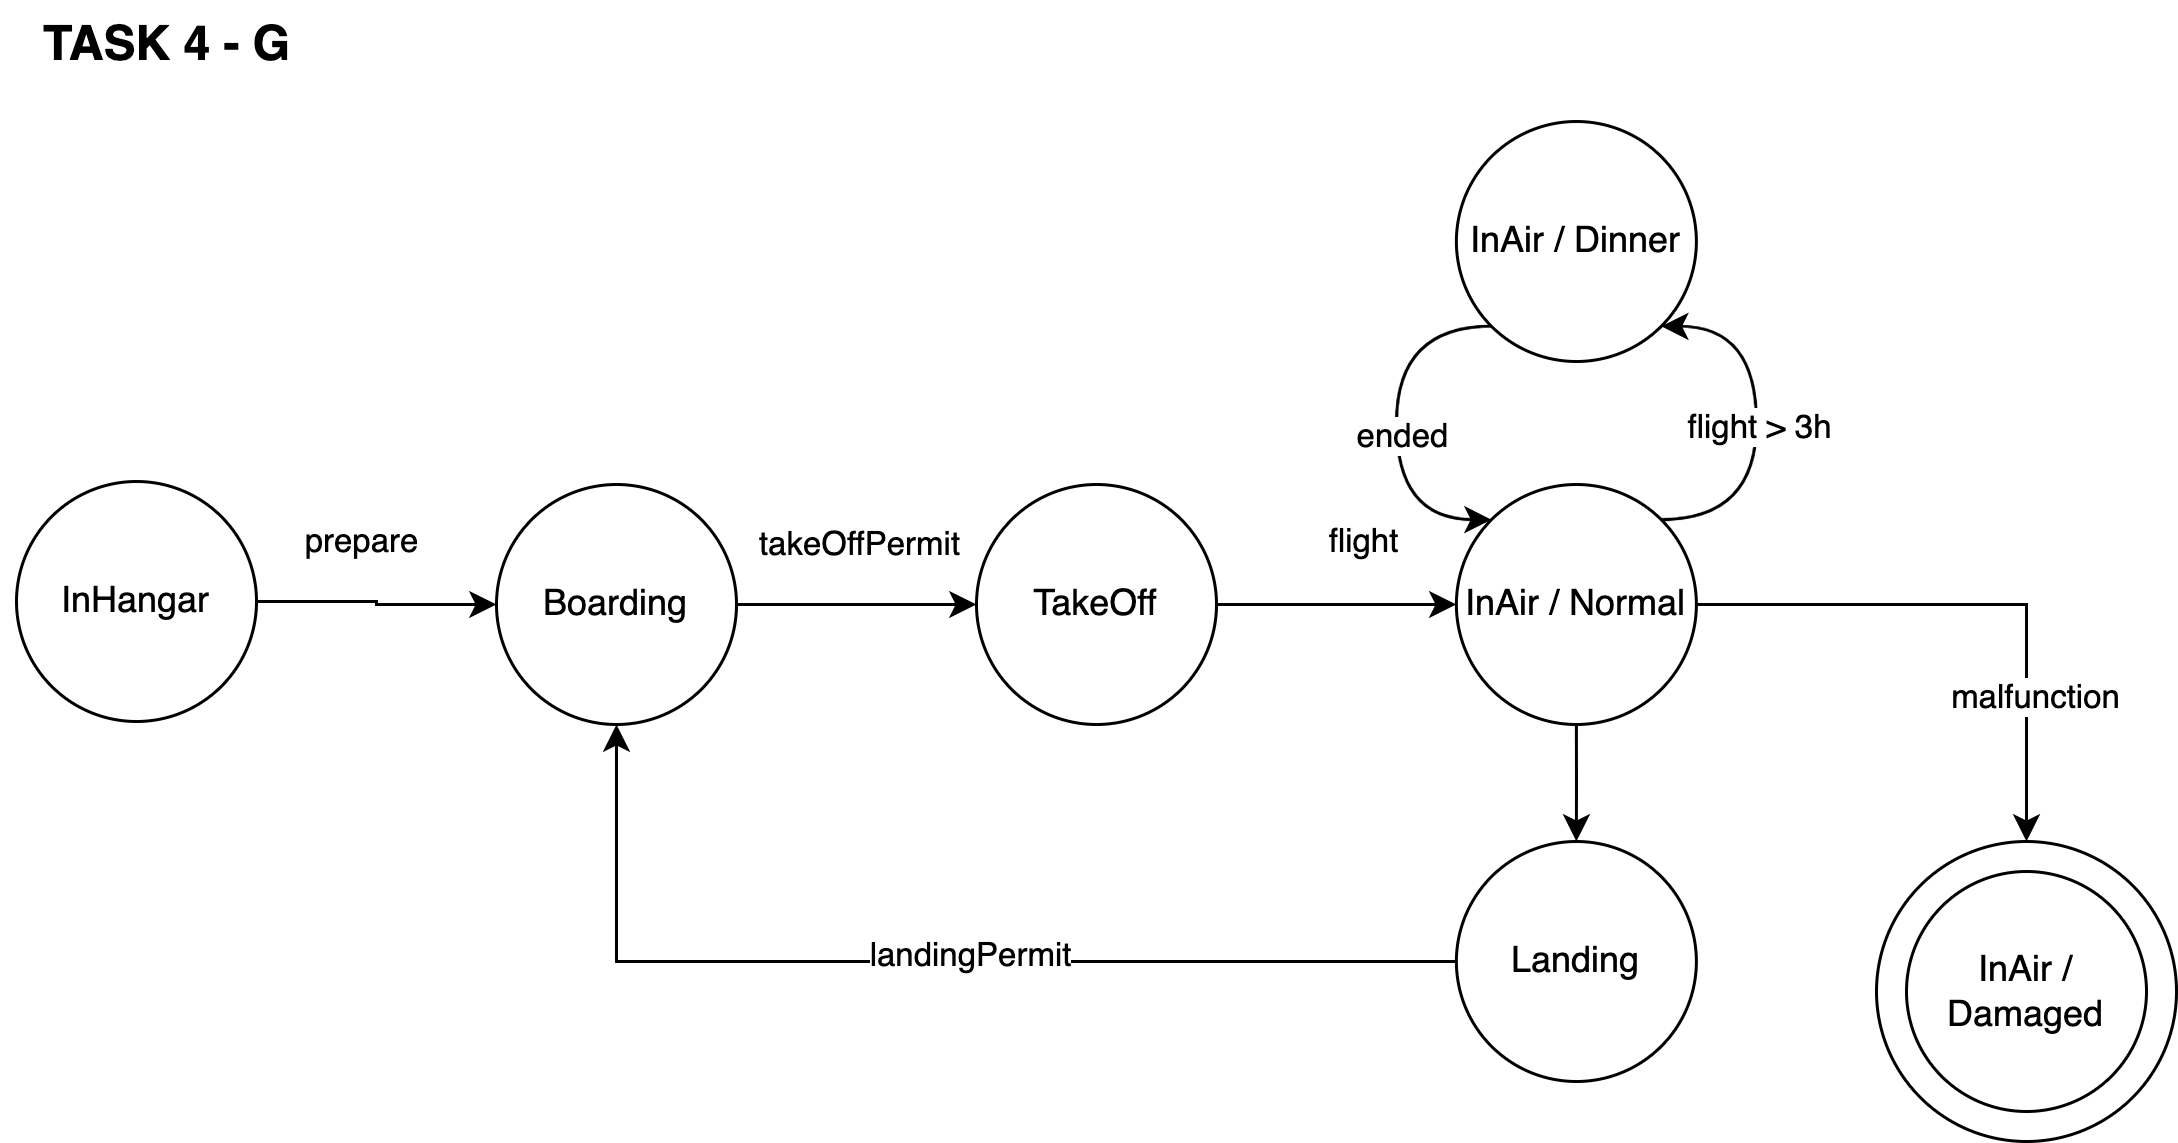 TASK 4 - G
InAir / Dinner
ended
flight > 3h
InHangar
prepare
Boarding
takeOffPermit
TakeOff
flight
InAir / Normal
malfunction
landingPermit
Landing
InAir /
Damaged